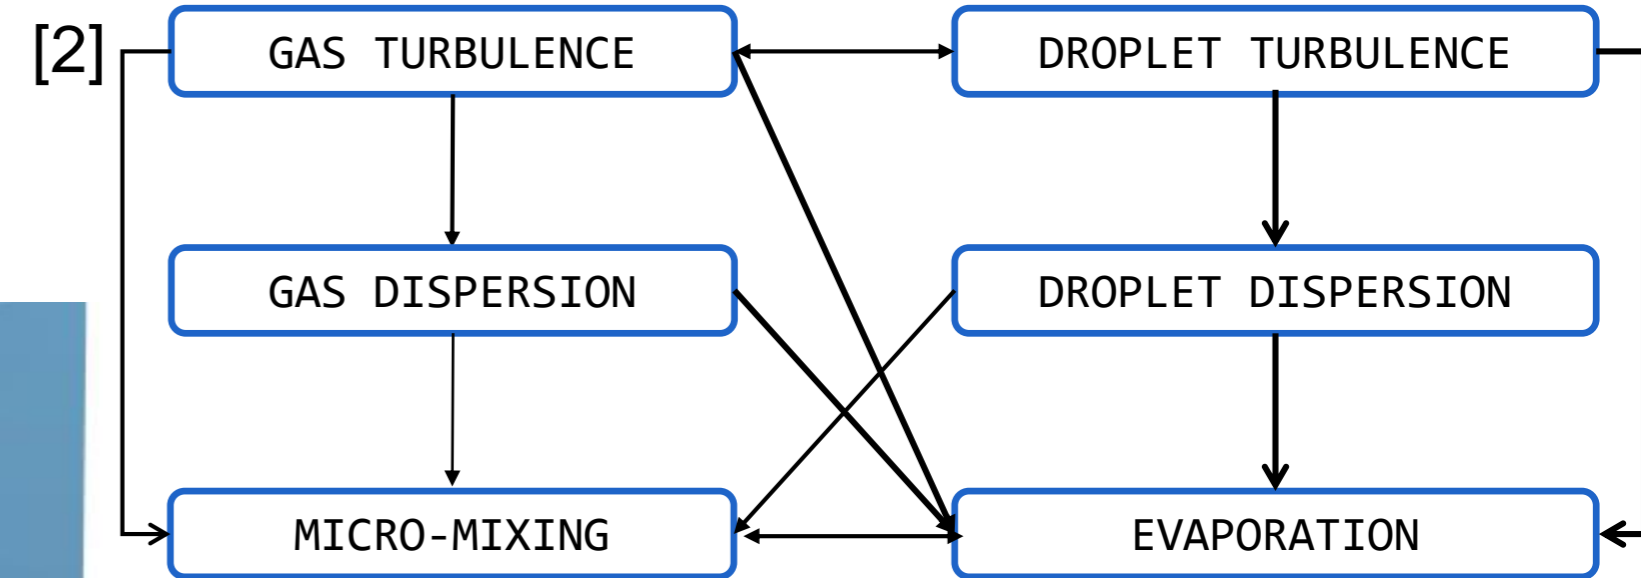 [2]
GAS TURBULENCE
DROPLET TURBULENCE
GAS DISPERSION
DROPLET DISPERSION
MICRO-MIXING
EVAPORATION